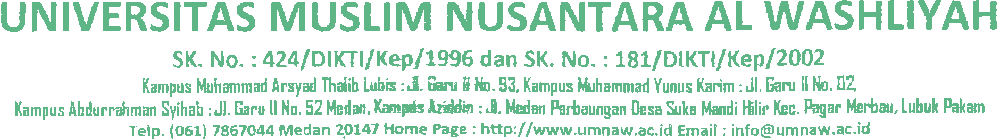 UNIVERSITAS MUSLIM NUSANTARA AL WASHLIYAH
SK. No. : 424/DIKTI/Kep/1996 dan SK. No. : 181/DIKTI/Kep/2002
Kampus Muhammad Arsyad Thalib Lubis : Jl. Garu II No. 93, Kampus Muhammad Yunus Karim : Jl. Garu II No. 02,
Kampus Abdurrahman Syihab : Jl. Garu II No. 52 Medan, Kampus Aziddin : Jl. Medan Perbaungan Desa Suka Mandi Hilir Kec. Pagar Merbau, Lubuk Pakam
Telp. (061) 7867044 Medan 20147 Home Page : http://www.umnaw.ac.id Email : info@umnaw.ac.id